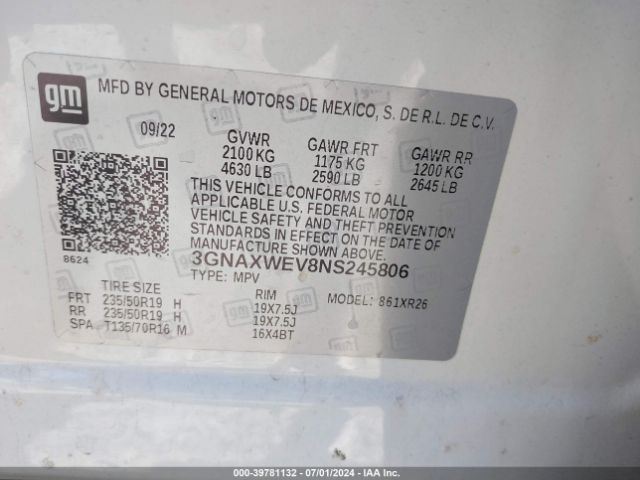 gm
MFD BY GENERAL MOTORS DE MEXICO, S. DE R.L. DE C.V.
09/22 GVWR GAWR FRT GAWR RR
2100 KG 1175 KG 1200 KG
4630 LB 2590 LB 2645 LB
THIS VEHICLE CONFORMS TO ALL
APPLICABLE U.S. FEDERAL MOTOR
VEHICLE SAFETY AND THEFT PREVENTION
STANDARDS IN EFFECT ON THE DATE OF
MANUFACTURE SHOWN ABOVE.
8624
3GNAXWEV8NS245806
TYPE: MPV
TIRE SIZE RIM MODEL: 861XR26
FRT 235/50R19 H 19X7.5J
RR 235/50R19 H 19X7.5J
SPA T135/70R16 M 16X4BT
000-39781132 - 07/01/2024 - IAA Inc.